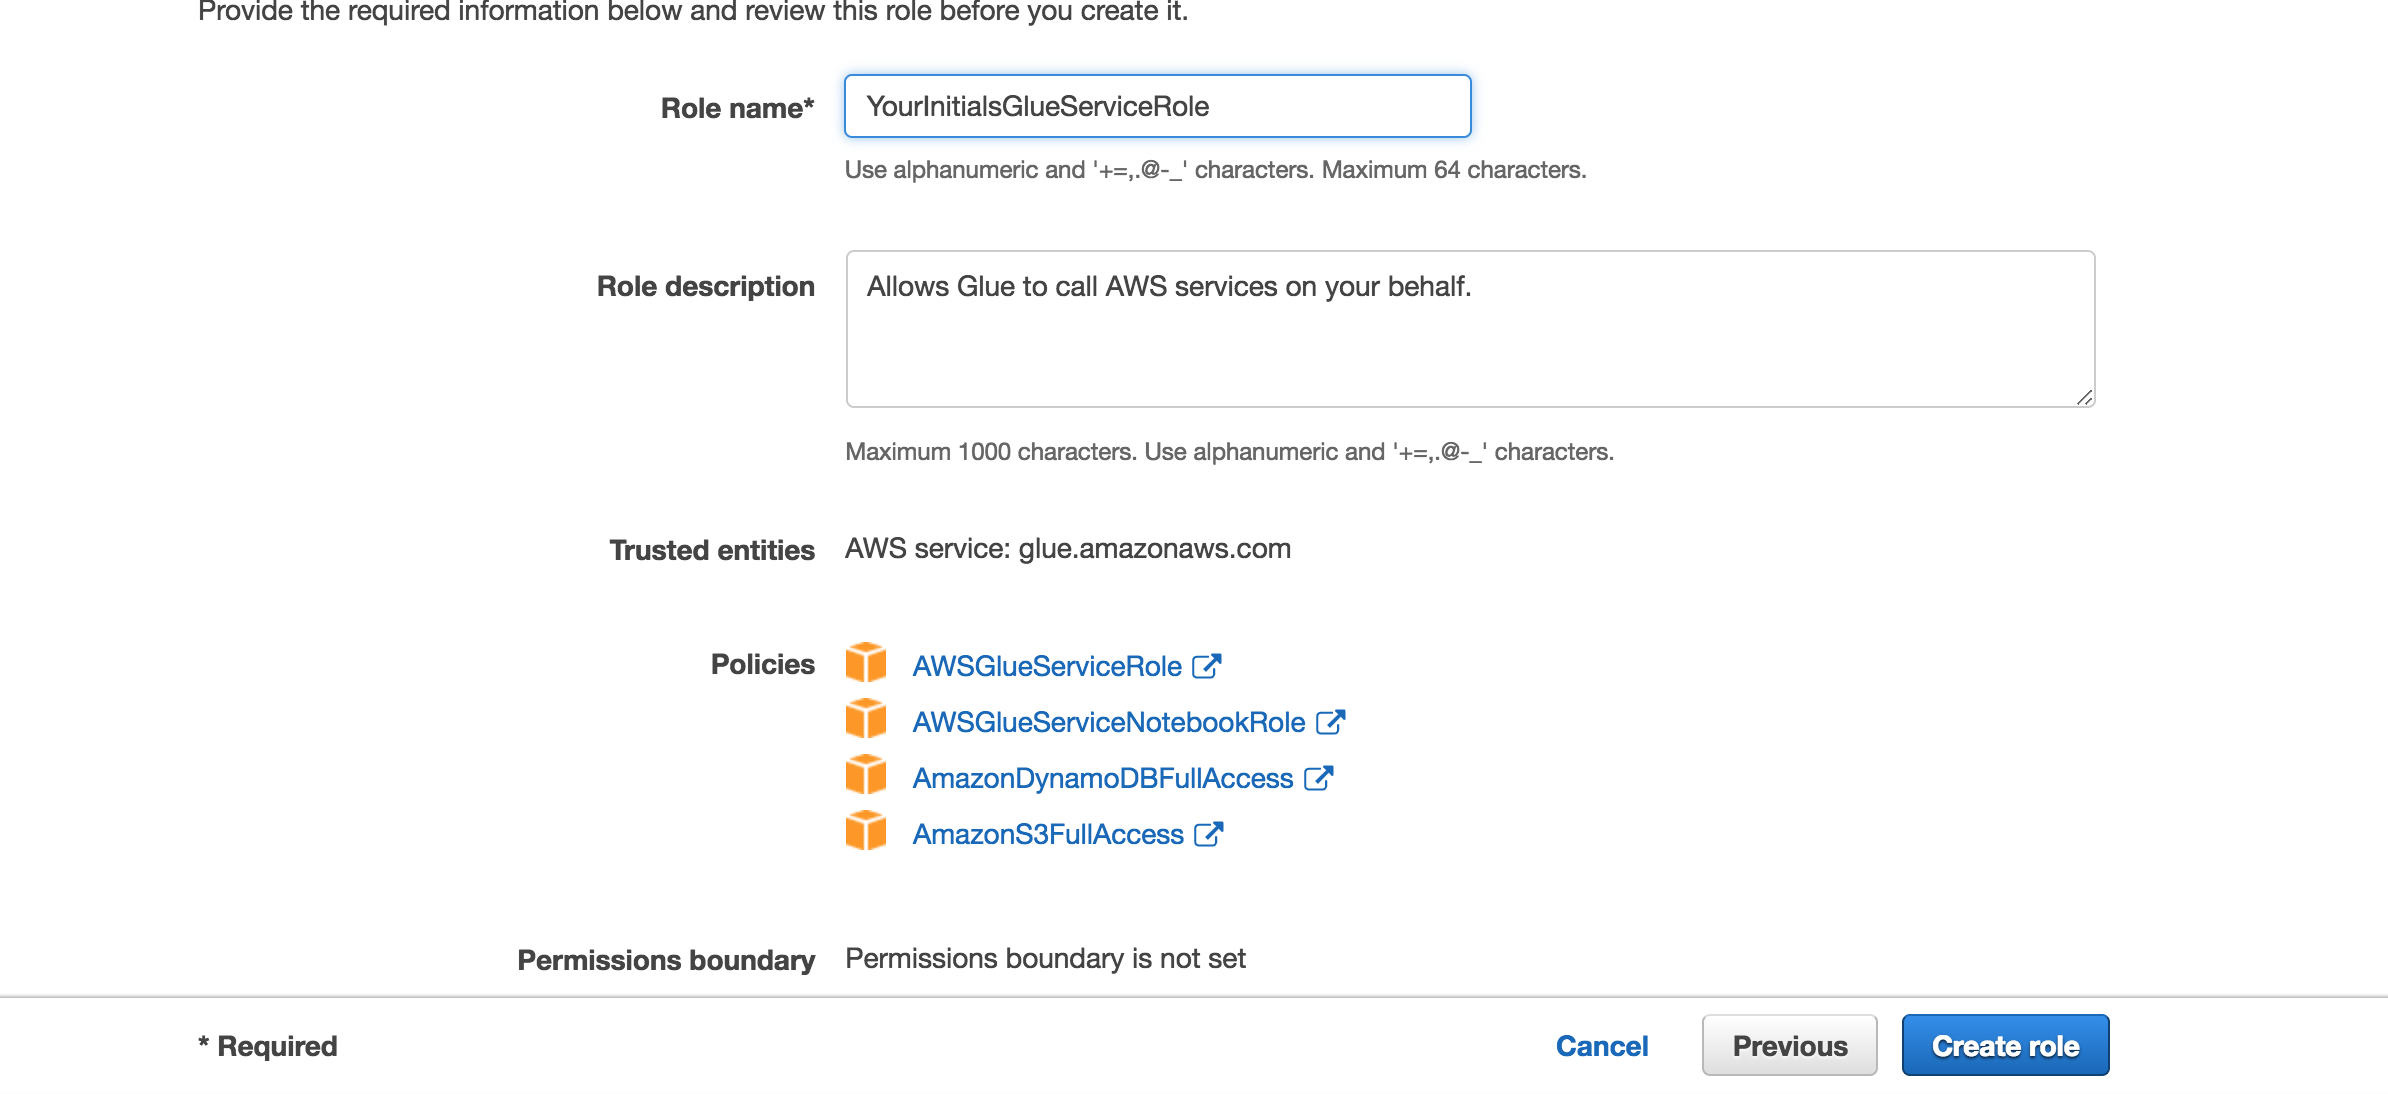 Provide the required information below and review this role before you create it.
Role name*
YourInitialsGlueServiceRole
Use alphanumeric and '+=,.@-_' characters. Maximum 64 characters.
Role description
Allows Glue to call AWS services on your behalf.
Maximum 1000 characters. Use alphanumeric and '+=,.@-_' characters.
Trusted entities
AWS service: glue.amazonaws.com
Policies
AWSGlueServiceRole
AWSGlueServiceNotebookRole
AmazonDynamoDBFullAccess
AmazonS3FullAccess
Permissions boundary
Permissions boundary is not set
* Required
Cancel
Previous
Create role